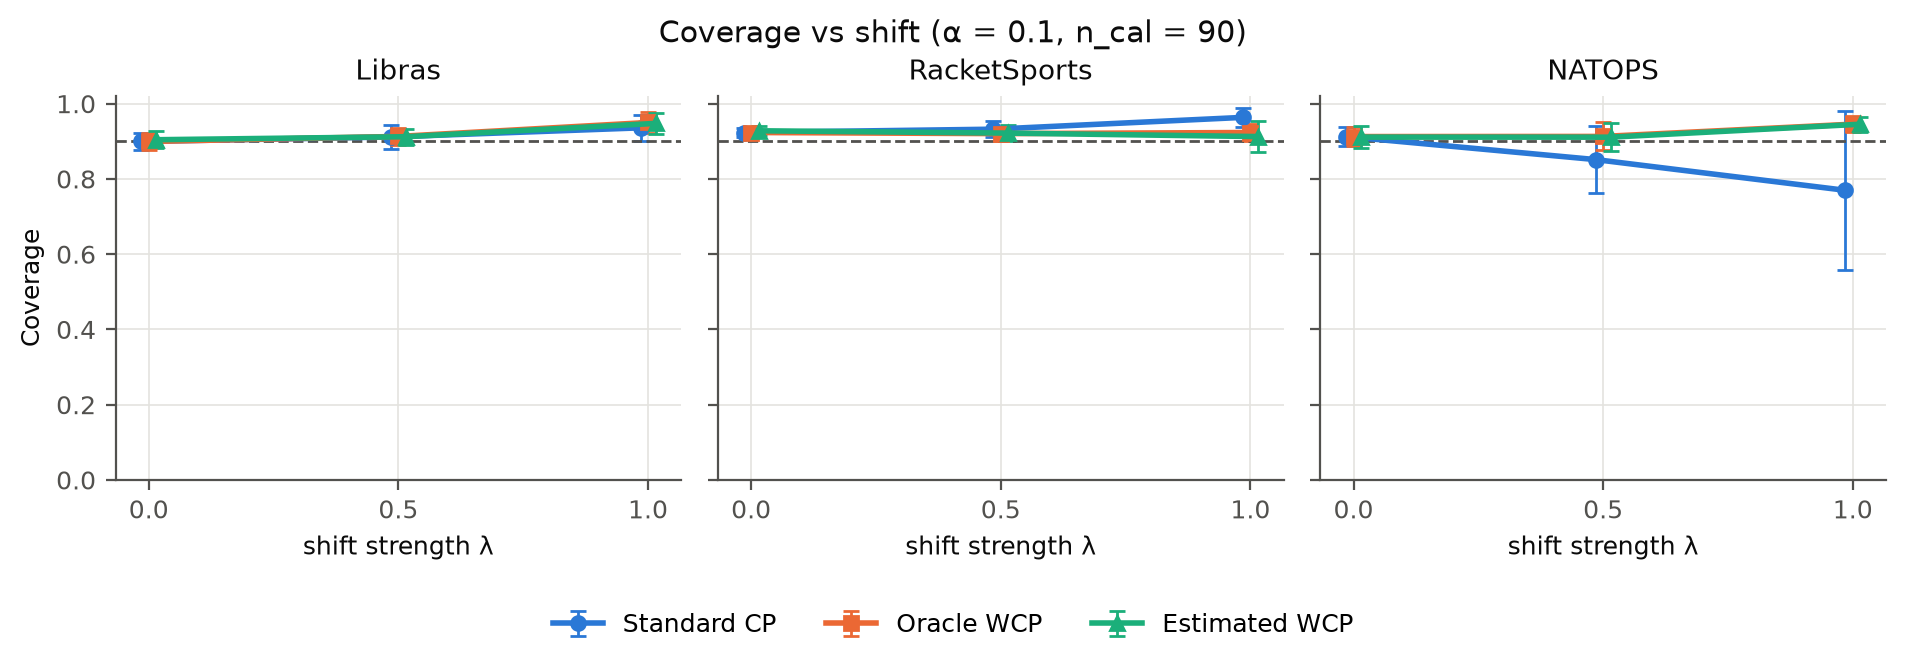 Coverage vs shift (α = 0.1, n_cal = 90)
Libras
RacketSports
NATOPS
Coverage
1.0
0.8
0.6
0.4
0.2
0.0
0.0 0.5 1.0
0.0 0.5 1.0
0.0 0.5 1.0
shift strength λ
shift strength λ
shift strength λ
Standard CP
Oracle WCP
Estimated WCP